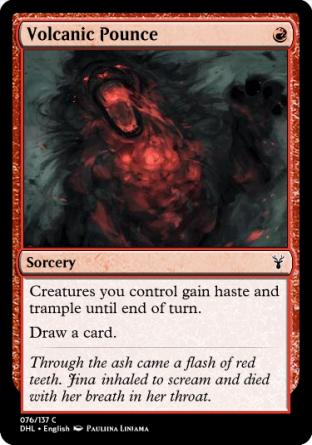 Volcanic Pounce
Sorcery
Creatures you control gain haste and
trample until end of turn.
Draw a card.
Through the ash came a flash of red
teeth. Jina inhaled to scream and died
with her breath in her throat.
076/137 C
DHL • English PAULIINA LINJAMA